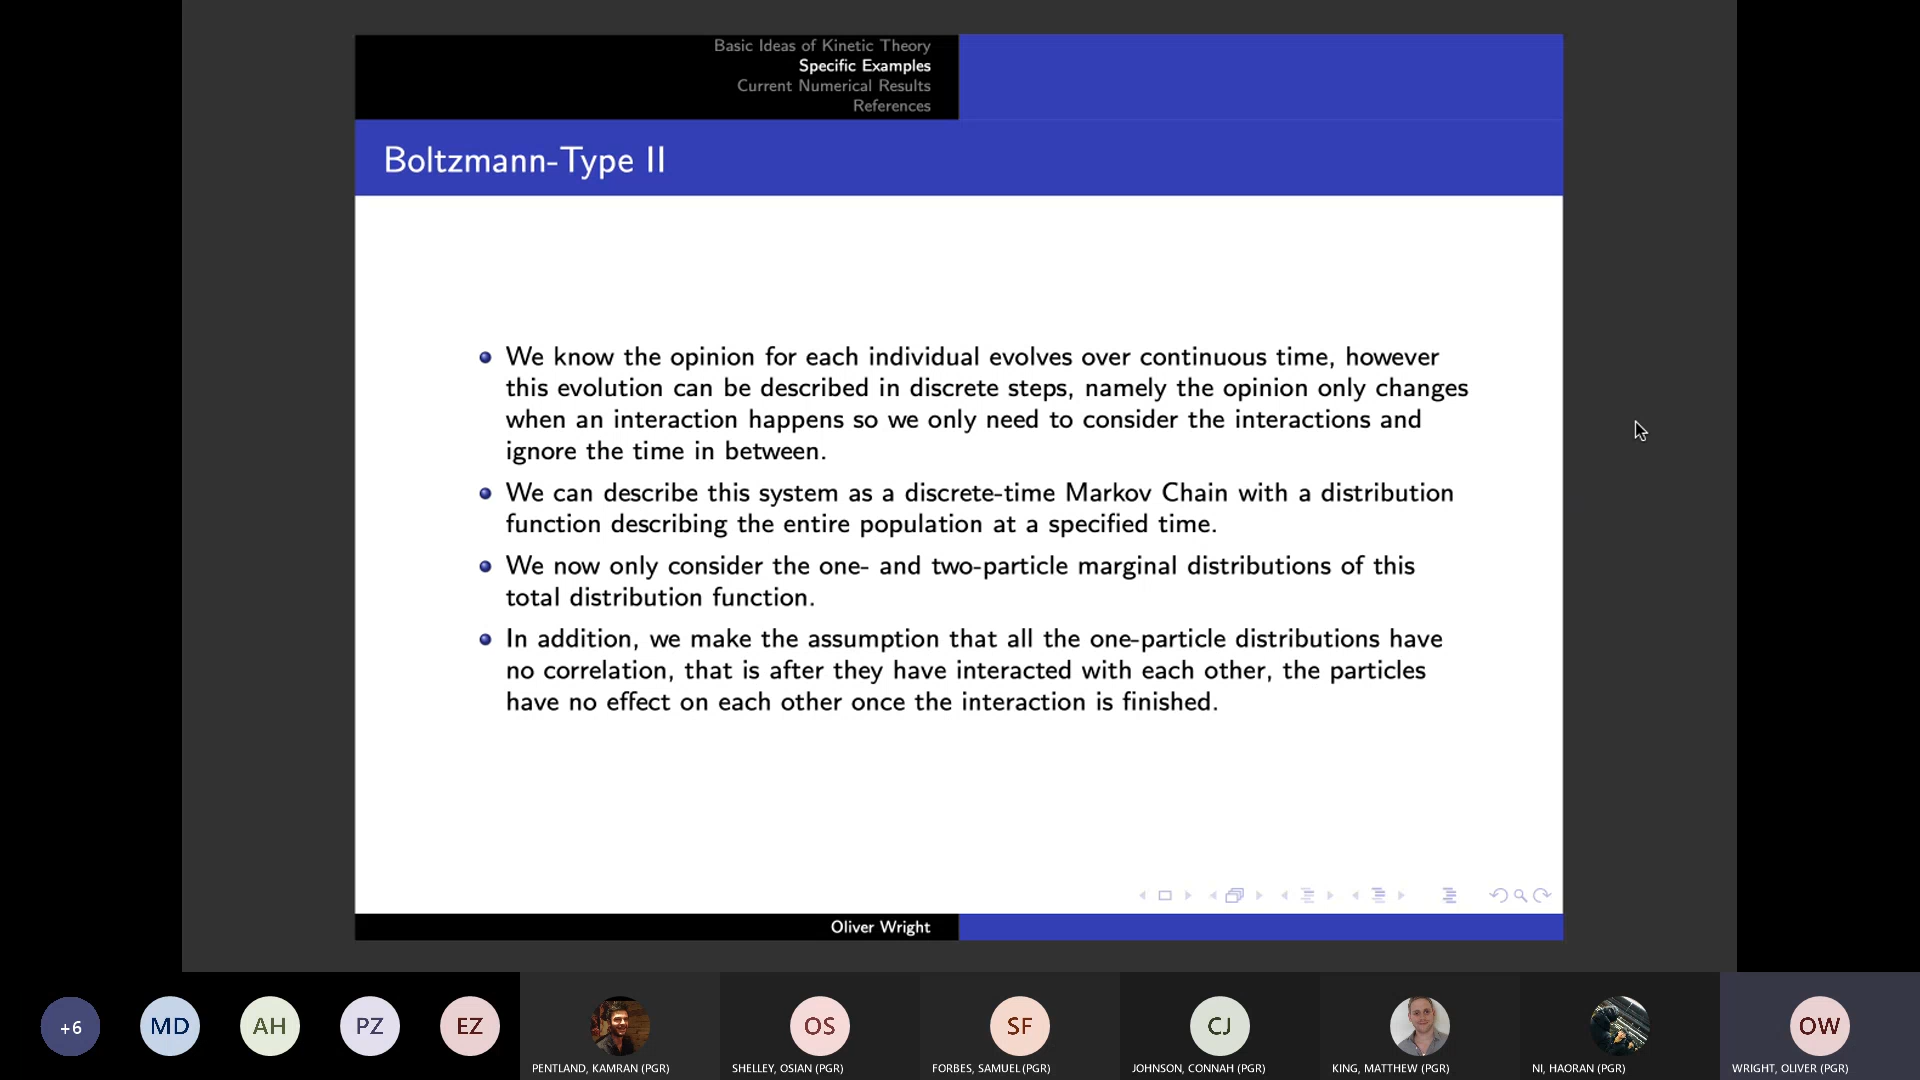 Basic Ideas of Kinetic Theory
Specific Examples
Current Numerical Results
References
Boltzmann-Type II
We know the opinion for each individual evolves over continuous time, however
this evolution can be described in discrete steps, namely the opinion only changes
when an interaction happens so we only need to consider the interactions and
ignore the time in between.
We can describe this system as a discrete-time Markov Chain with a distribution
function describing the entire population at a specified time.
We now only consider the one- and two-particle marginal distributions of this
total distribution function.
In addition, we make the assumption that all the one-particle distributions have
no correlation, that is after they have interacted with each other, the particles
have no effect on each other once the interaction is finished.
Oliver Wright
+6
MD
AH
PZ
EZ
OS
SF
CJ
OW
PENTLAND, KAMRAN (PGR)
SHELLEY, OSIAN (PGR)
FORBES, SAMUEL (PGR)
JOHNSON, CONNAH (PGR)
KING, MATTHEW (PGR)
NI, HAORAN (PGR)
WRIGHT, OLIVER (PGR)